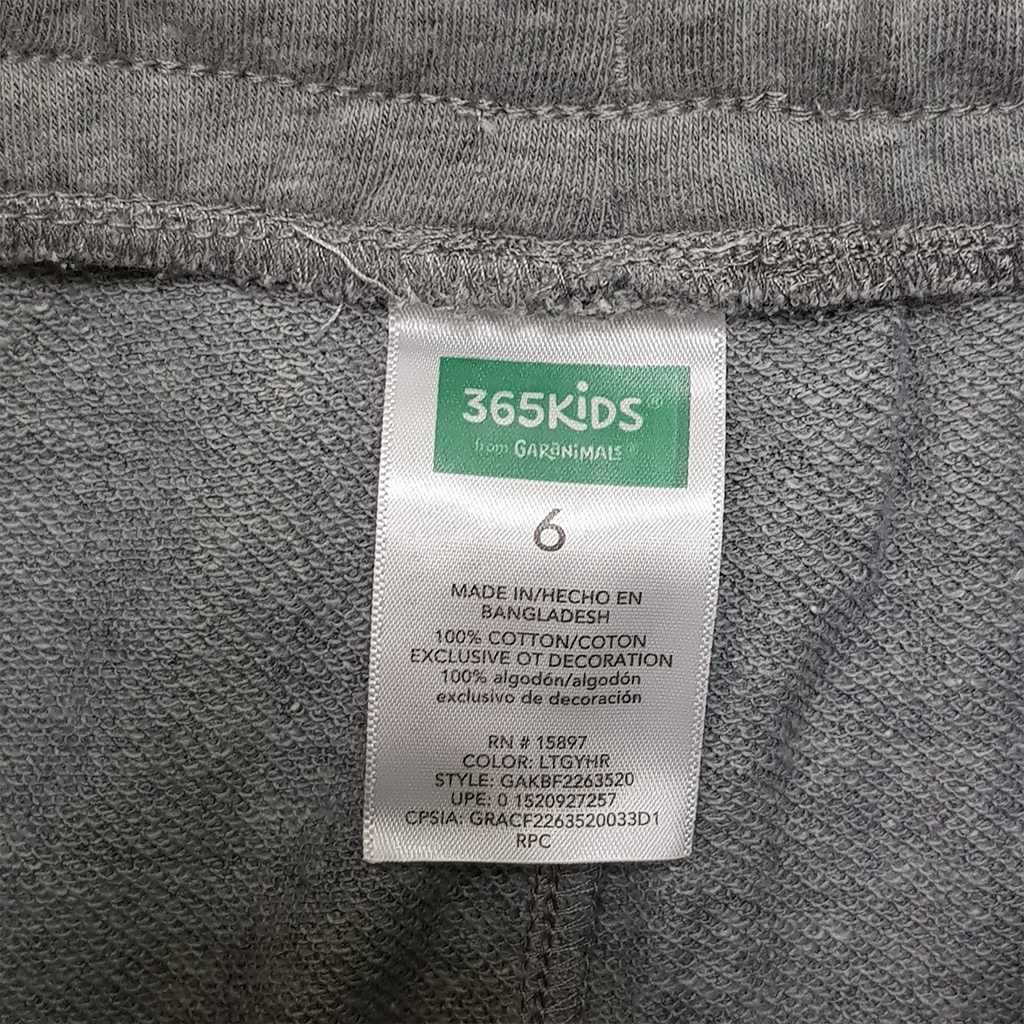 365KiDS®
from GARANiMALS®
6
MADE IN/HECHO EN
BANGLADESH
100% COTTON/COTON
EXCLUSIVE OT DECORATION
100% algodón/algodón
exclusivo de decoración
RN # 15897
COLOR: LTGYHR
STYLE: GAKBF2263520
UPE: 0 1520927257
CPSIA: GRACF2263520033D1
RPC